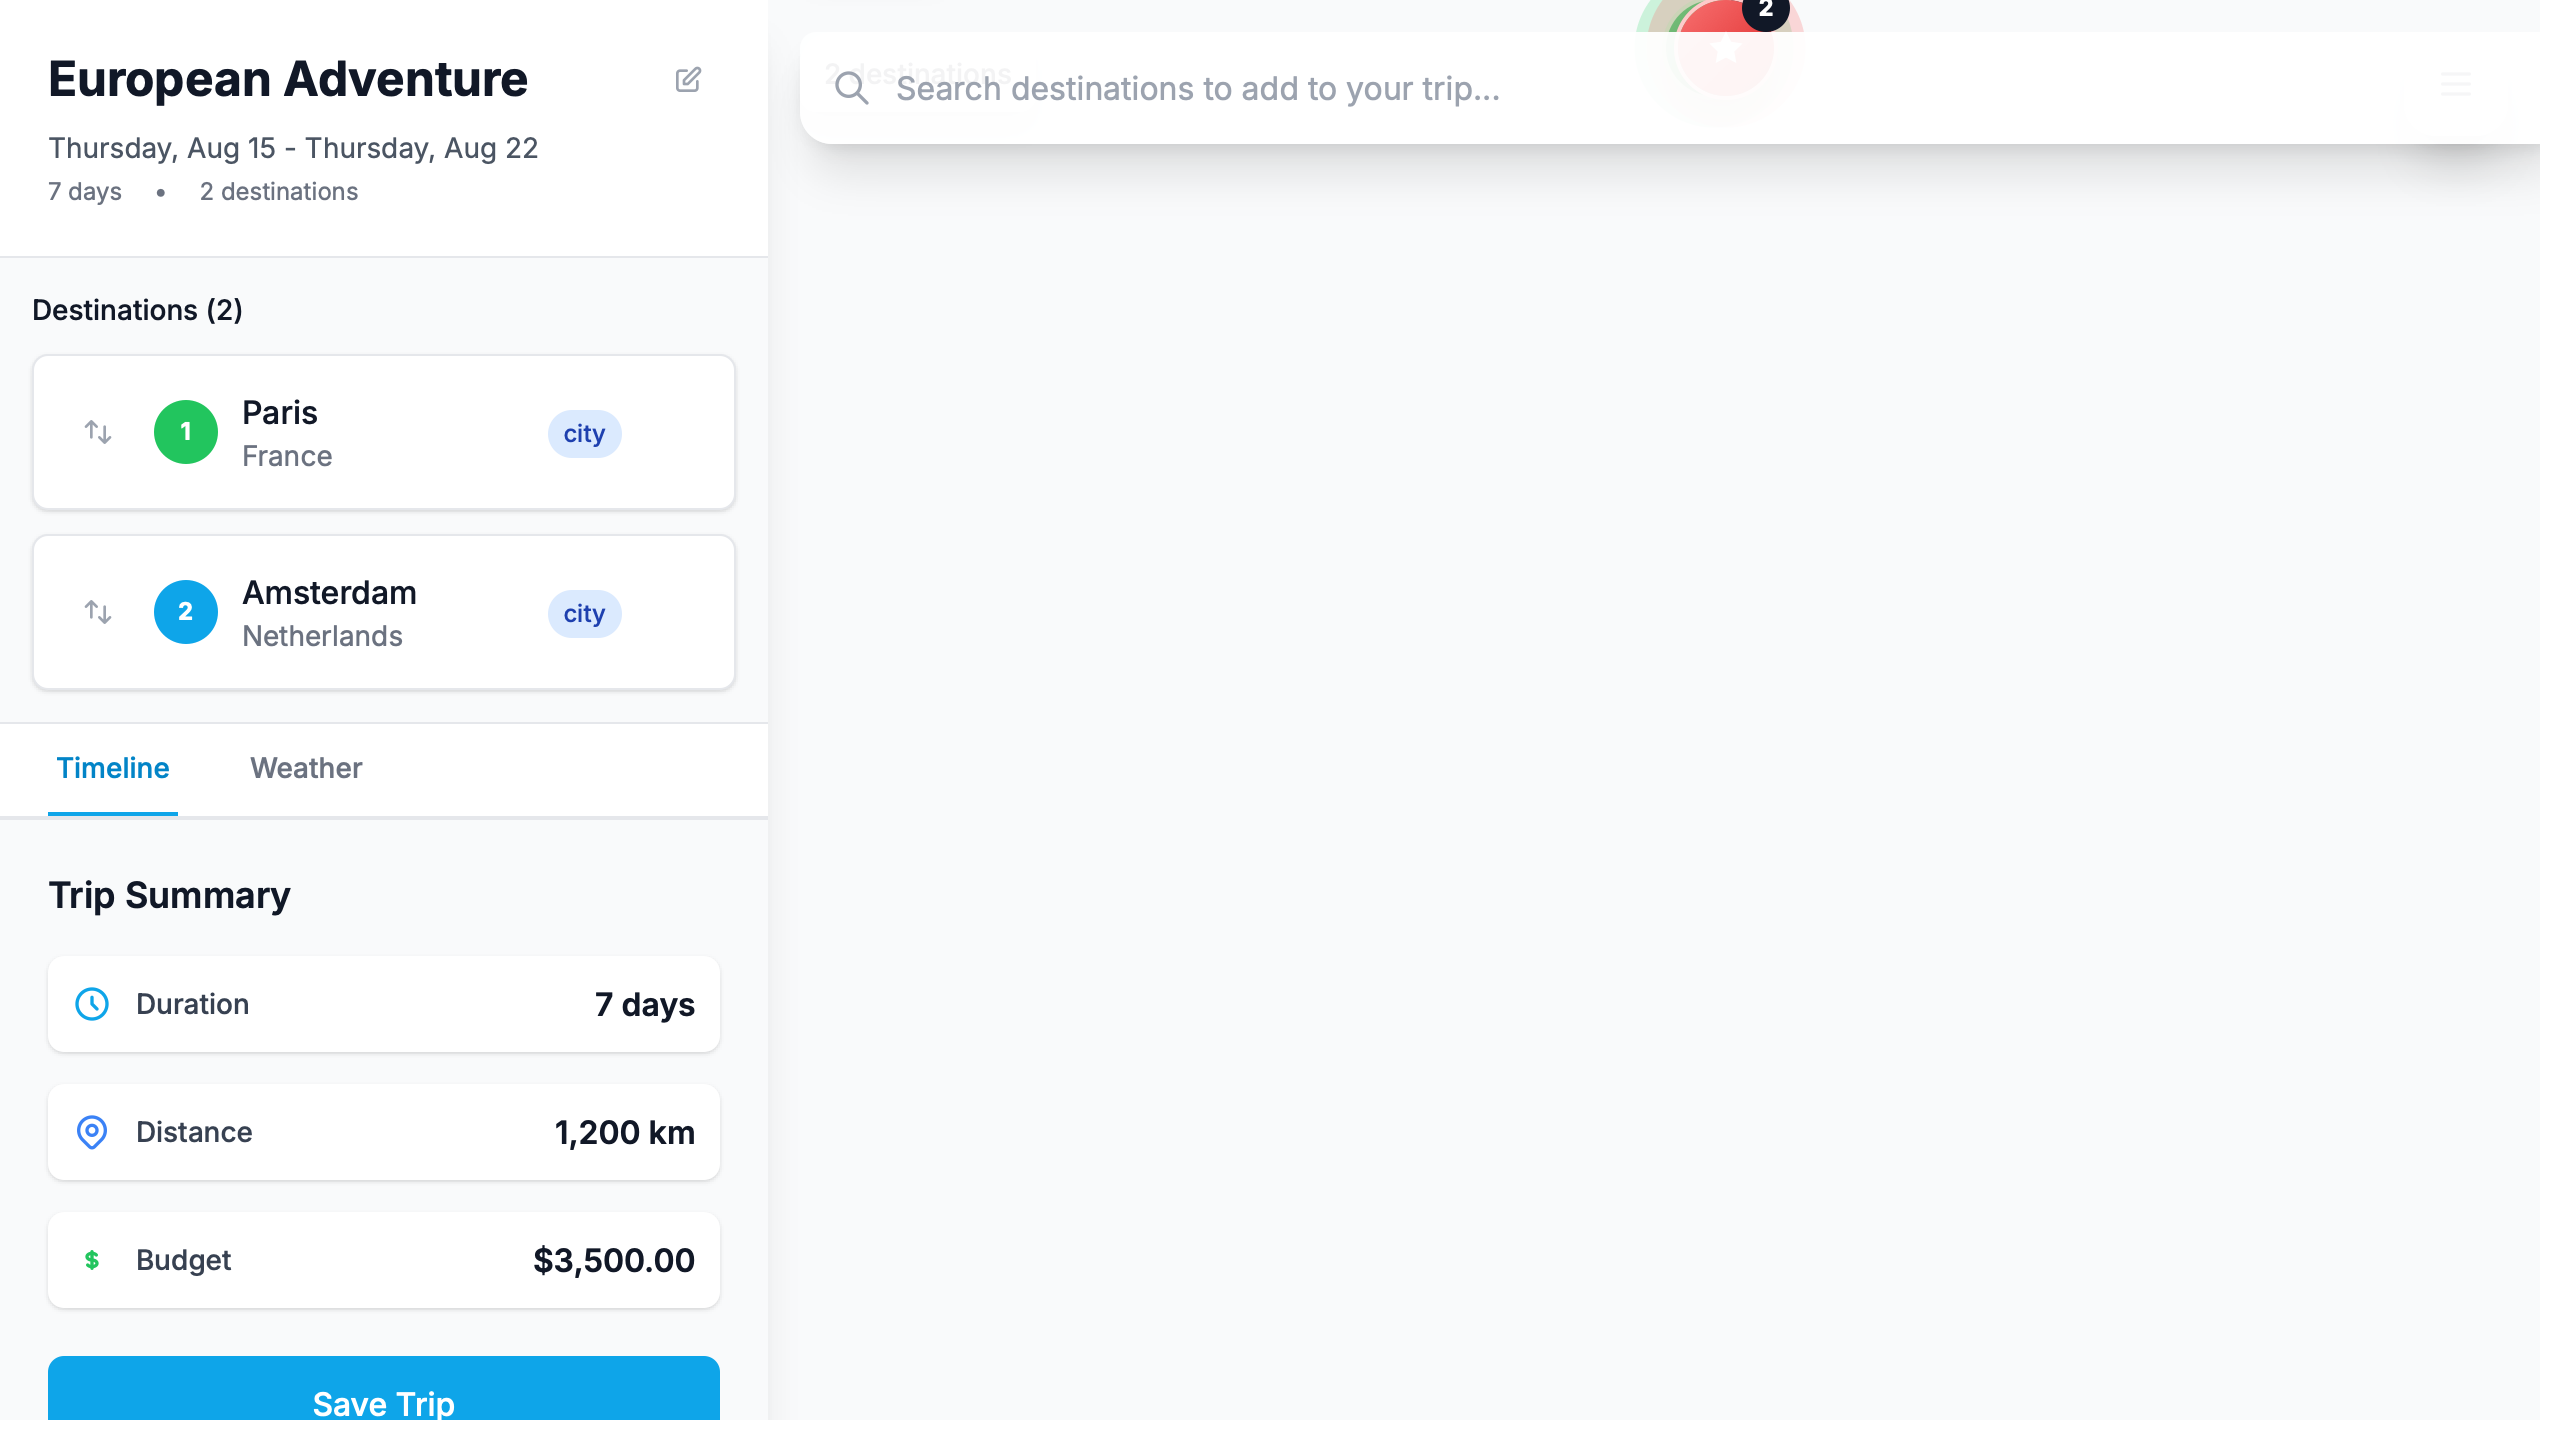 European Adventure
Thursday, Aug 15 - Thursday, Aug 22
7 days • 2 destinations
Destinations (2)
1 Paris city
France
2 Amsterdam city
Netherlands
Timeline Weather
Trip Summary
Duration 7 days
Distance 1,200 km
$ Budget $3,500.00
Save Trip
2
2 destinations
Search destinations to add to your trip...